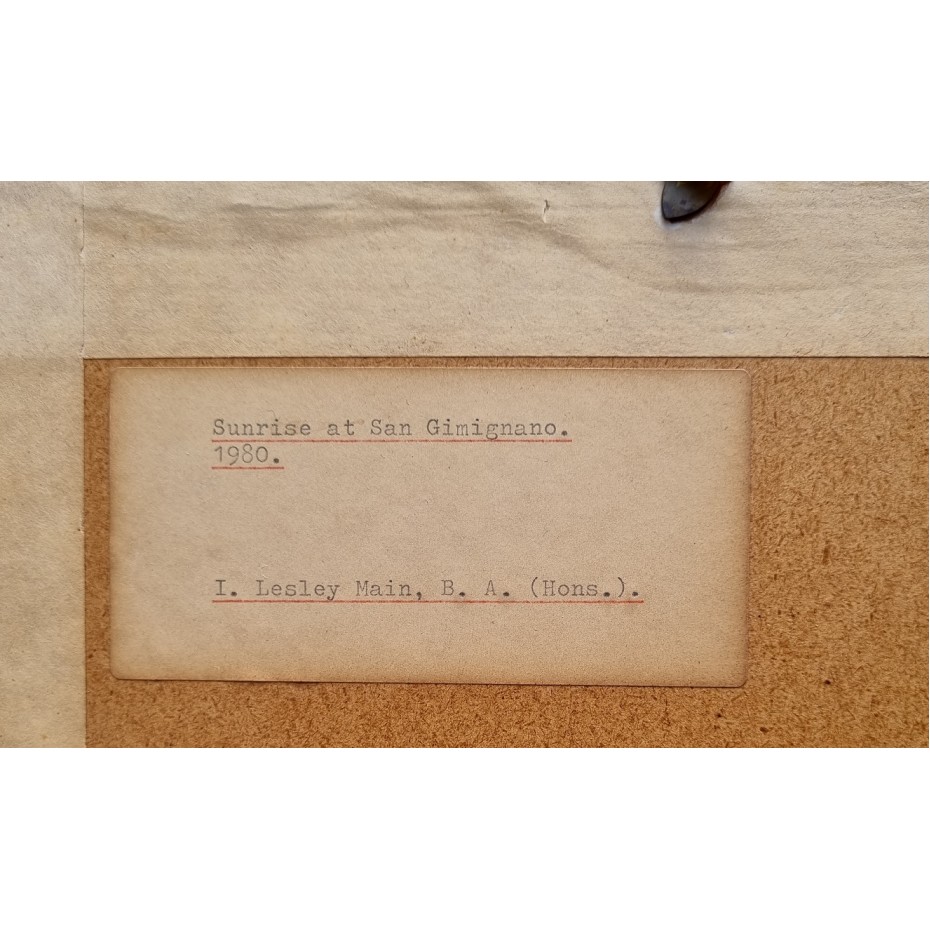 Sunrise at San Gimignano.
1980.
I. Lesley Main, B. A. (Hons.).